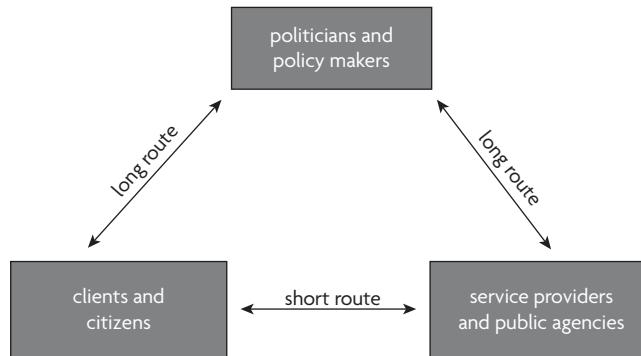 politicians and
policy makers
long route
long route
clients and
citizens
short route
service providers
and public agencies